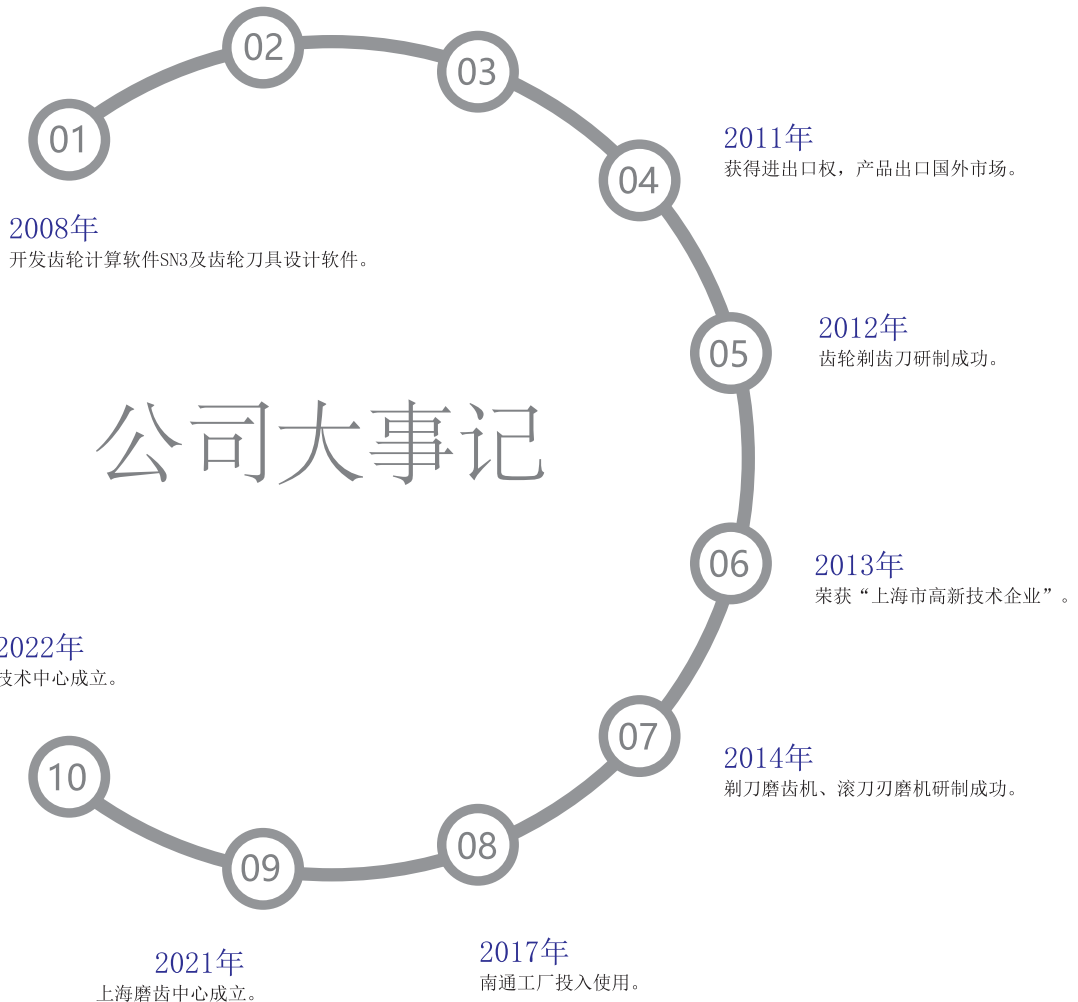 02
03
01
04
2011年
获得进出口权，产品出口国外市场。
2008年
开发齿轮计算软件SN3及齿轮刀具设计软件。
05
2012年
齿轮剃齿刀研制成功。
公司大事记
06
2013年
荣获“上海市高新技术企业”。
2022年
技术中心成立。
07
2014年
剃刀磨齿机、滚刀刃磨机研制成功。
10
08
09
2021年
上海磨齿中心成立。
2017年
南通工厂投入使用。